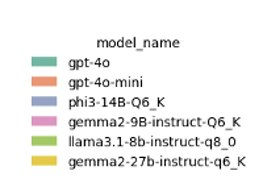 model_name
gpt-4o
gpt-4o-mini
phi3-14B-Q6_K
gemma2-9B-instruct-Q6_K
llama3.1-8b-instruct-q8_0
gemma2-27b-instruct-q6_K